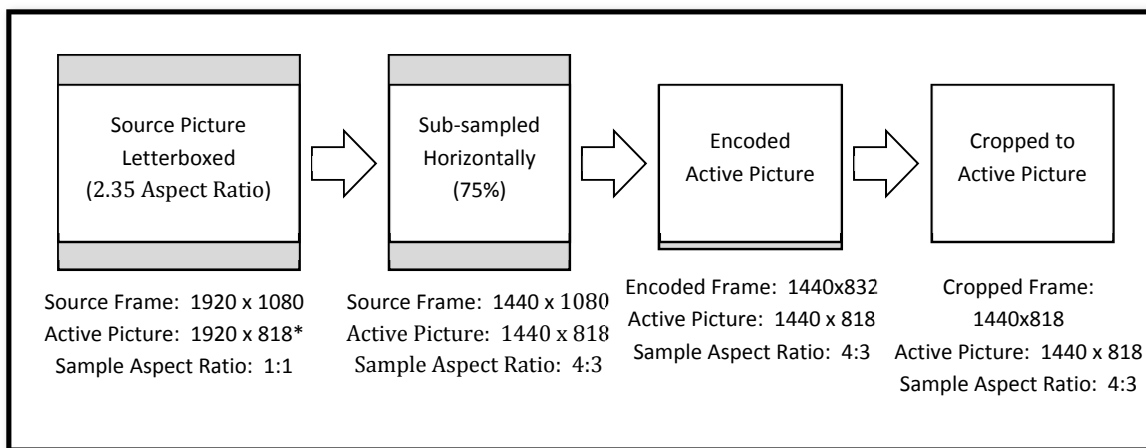 Source Picture
Letterboxed
(2.35 Aspect Ratio)
Sub-sampled
Horizontally
(75%)
Encoded
Active Picture
Cropped to
Active Picture
Source Frame: 1920 x 1080
Active Picture: 1920 x 818*
Sample Aspect Ratio: 1:1
Source Frame: 1440 x 1080
Active Picture: 1440 x 818
Sample Aspect Ratio: 4:3
Encoded Frame: 1440x832
Active Picture: 1440 x 818
Sample Aspect Ratio: 4:3
Cropped Frame:
1440x818
Active Picture: 1440 x 818
Sample Aspect Ratio: 4:3